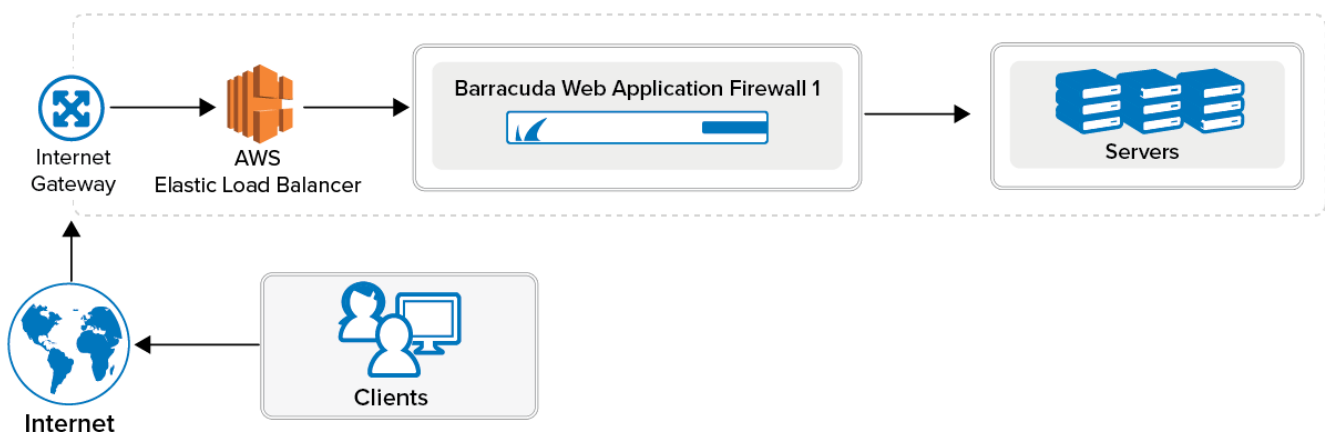 Internet
Gateway
AWS
Elastic Load Balancer
Barracuda Web Application Firewall 1
Servers
Clients
Internet